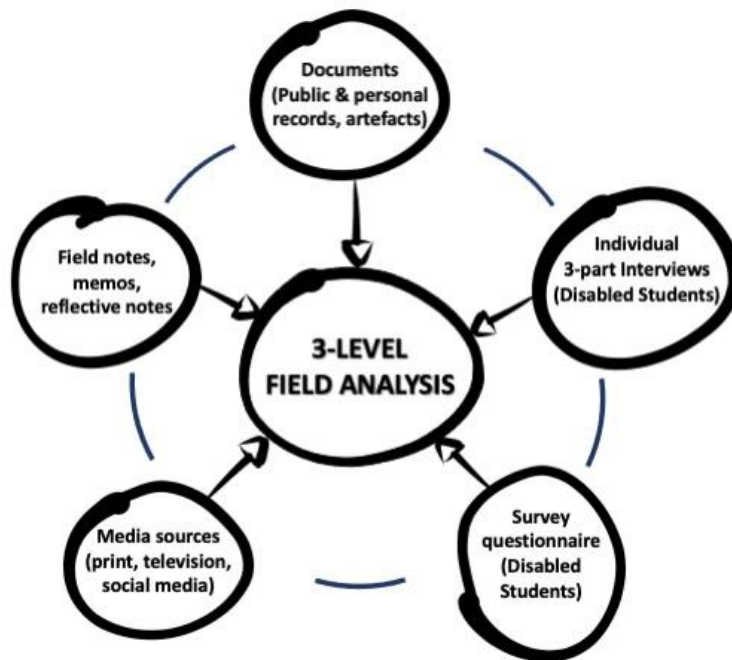 Documents
(Public & personal
records, artefacts)
Individual
3-part Interviews
(Disabled Students)
Field notes,
memos,
reflective notes
3-LEVEL
FIELD ANALYSIS
Media sources
(print, television,
social media)
Survey
questionnaire
(Disabled
Students)